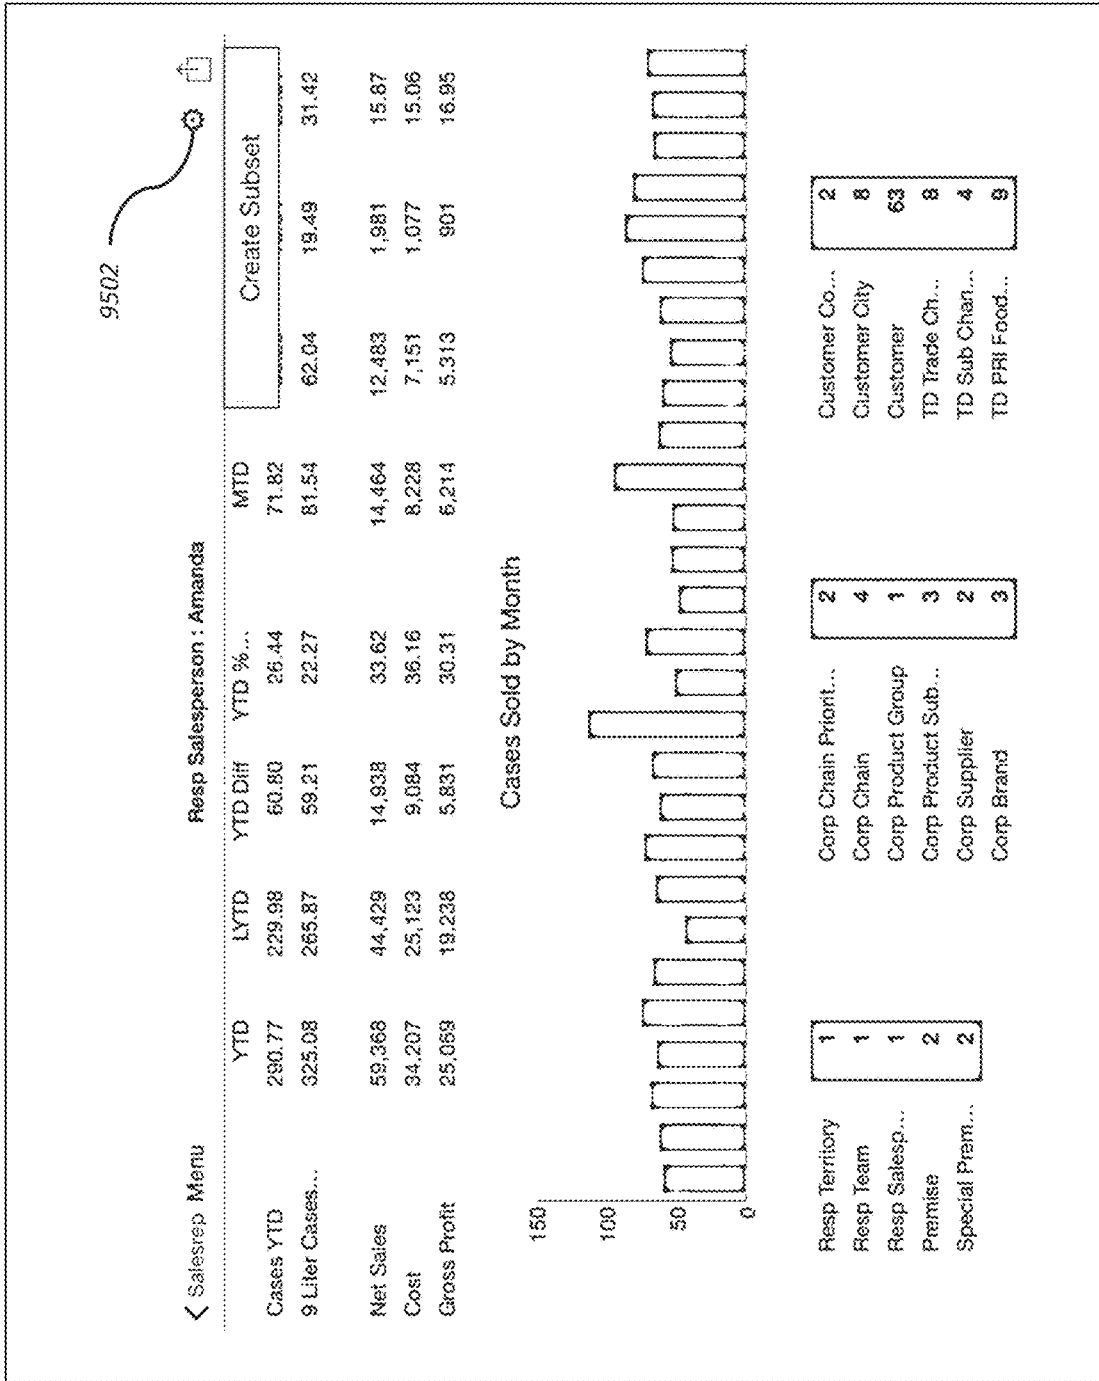 9502
Salesrep Menu
Resp Salesperson : Amanda
Create Subset
YTD LYTD YTD Diff YTD %... MTD
Cases YTD 290.77 229.98 60.80 26.44 71.82
9 Liter Cases... 325.08 265.87 59.21 22.27 81.54 62.04 19.49 31.42
Net Sales 59,368 44,429 14,938 33.62 14,464 12,483 1,981 15.87
Cost 34,207 25,123 9,084 36.16 8,228 7,151 1,077 15.06
Gross Profit 25,069 19,238 5,831 30.31 6,214 5,313 901 16.95
Cases Sold by Month
150
100
50
0
Resp Territory 1
Resp Team 1
Resp Salesp... 1
Premise 2
Special Prem... 2
Corp Chain Priorit... 2
Corp Chain 4
Corp Product Group 1
Corp Product Sub... 3
Corp Supplier 2
Corp Brand 3
Customer Co... 2
Customer City 8
Customer 63
TD Trade Ch... 8
TD Sub Chan... 4
TD PRI Food... 9